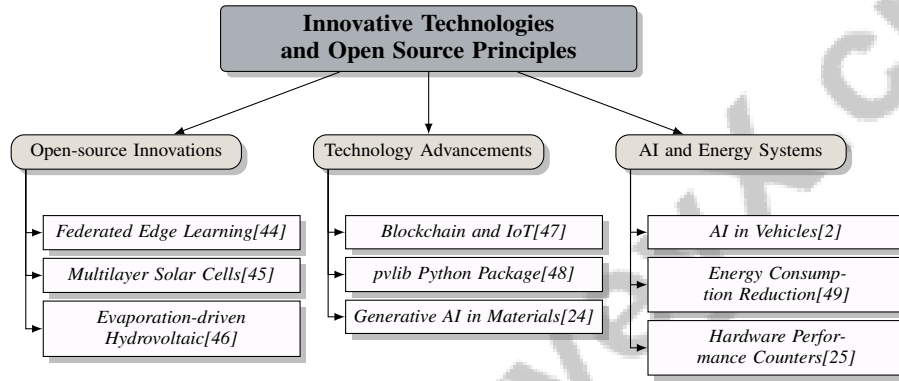 Innovative Technologies
and Open Source Principles
Open-source Innovations
Technology Advancements
AI and Energy Systems
Federated Edge Learning[44]
Multilayer Solar Cells[45]
Evaporation-driven
Hydrovoltaic[46]
Blockchain and IoT[47]
pvlib Python Package[48]
Generative AI in Materials[24]
AI in Vehicles[2]
Energy Consump-
tion Reduction[49]
Hardware Perfor-
mance Counters[25]